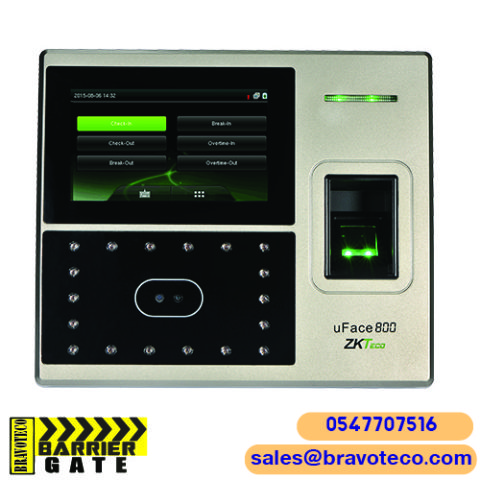 2015-08-06 14:32
Check-In
Break-In
Check-Out
Overtime-In
Break-Out
Overtime-Out
uFace800
ZKTeco
BRAVOTECO
BARRIER
GATE
0547707516
sales@bravoteco.com